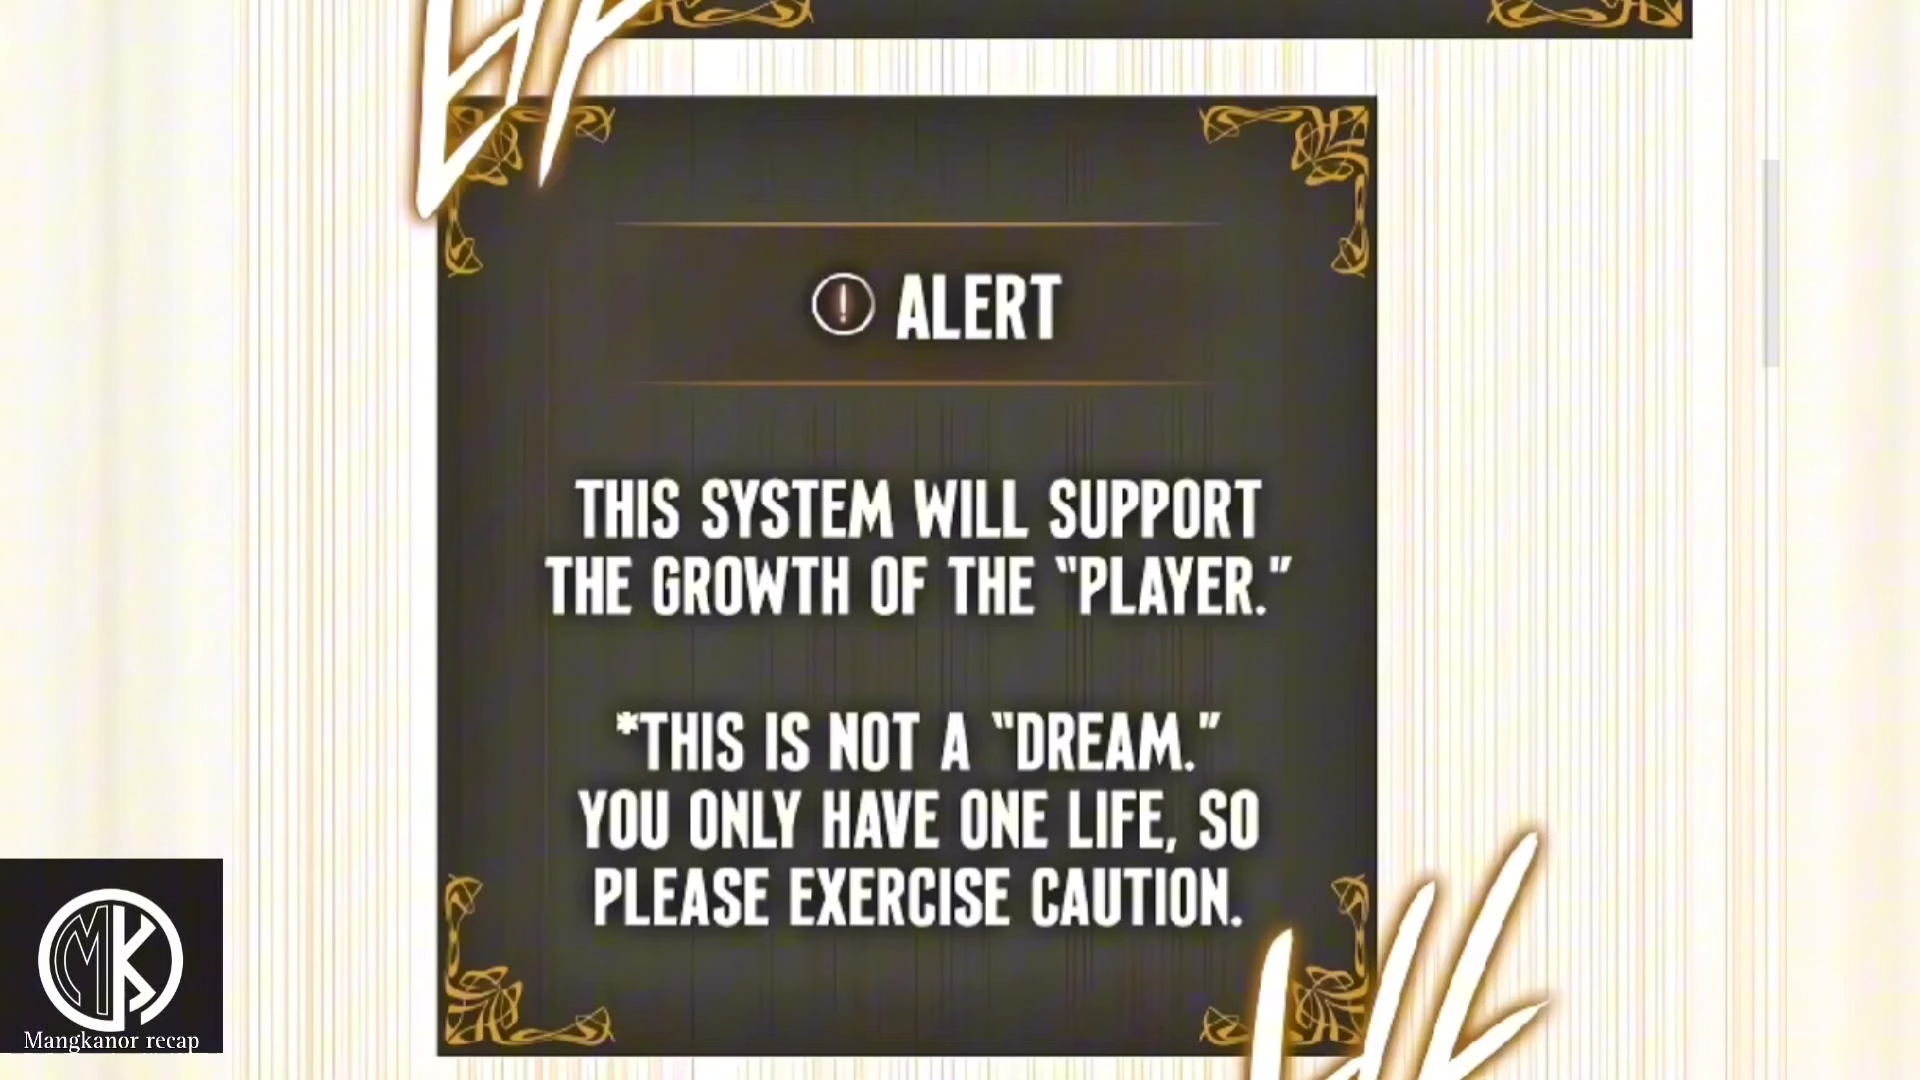 ALERT
THIS SYSTEM WILL SUPPORT
THE GROWTH OF THE “PLAYER.”
*THIS IS NOT A “DREAM.”
YOU ONLY HAVE ONE LIFE, SO
PLEASE EXERCISE CAUTION.
MK
Mangkanor recap